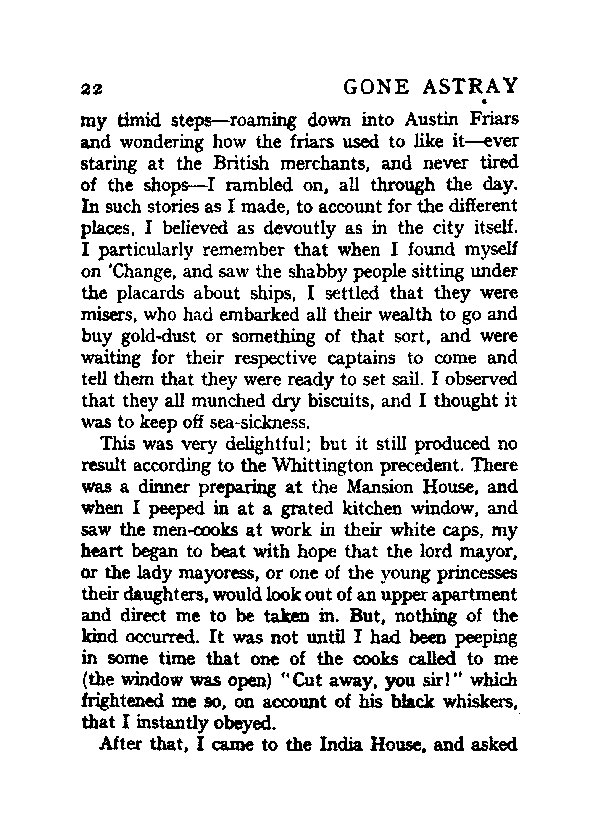 22 GONE ASTRAY
my timid steps—roaming down into Austin Friars
and wondering how the friars used to like it—ever
staring at the British merchants, and never tired
of the shops—I rambled on, all through the day.
In such stories as I made, to account for the different
places, I believed as devoutly as in the city itself.
I particularly remember that when I found myself
on 'Change, and saw the shabby people sitting under
the placards about ships, I settled that they were
misers, who had embarked all their wealth to go and
buy gold-dust or something of that sort, and were
waiting for their respective captains to come and
tell them that they were ready to set sail. I observed
that they all munched dry biscuits, and I thought it
was to keep off sea-sickness.
This was very delightful; but it still produced no
result according to the Whittington precedent. There
was a dinner preparing at the Mansion House, and
when I peeped in at a grated kitchen window, and
saw the men-cooks at work in their white caps, my
heart began to beat with hope that the lord mayor,
or the lady mayoress, or one of the young princesses
their daughters, would look out of an upper apartment
and direct me to be taken in. But, nothing of the
kind occurred. It was not until I had been peeping
in some time that one of the cooks called to me
(the window was open) "Cut away, you sir!" which
frightened me so, on account of his black whiskers,
that I instantly obeyed.
After that, I came to the India House, and asked